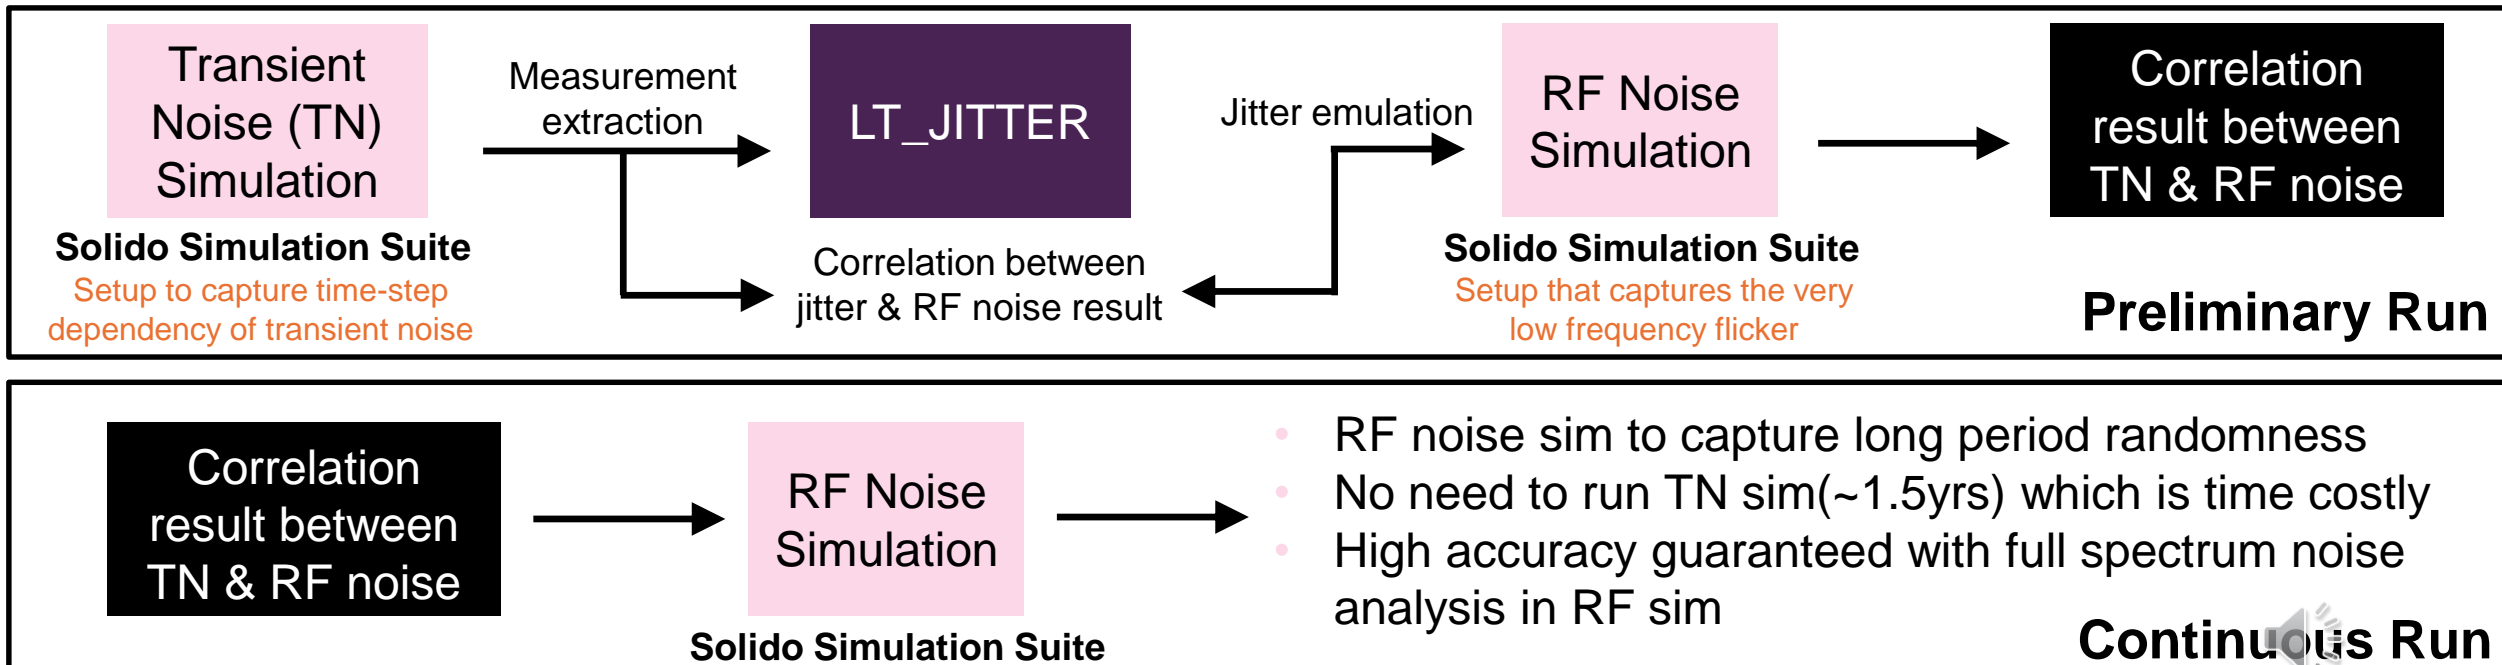 Transient
Noise (TN)
Simulation
Solido Simulation Suite
Setup to capture time-step
dependency of transient noise
Measurement
extraction
LT_JITTER
Correlation between
jitter & RF noise result
Jitter emulation
RF Noise
Simulation
Solido Simulation Suite
Setup that captures the very
low frequency flicker
Correlation
result between
TN & RF noise
Preliminary Run
Correlation
result between
TN & RF noise
RF Noise
Simulation
Solido Simulation Suite
• RF noise sim to capture long period randomness
• No need to run TN sim(~1.5yrs) which is time costly
• High accuracy guaranteed with full spectrum noise
analysis in RF sim
Continuous Run